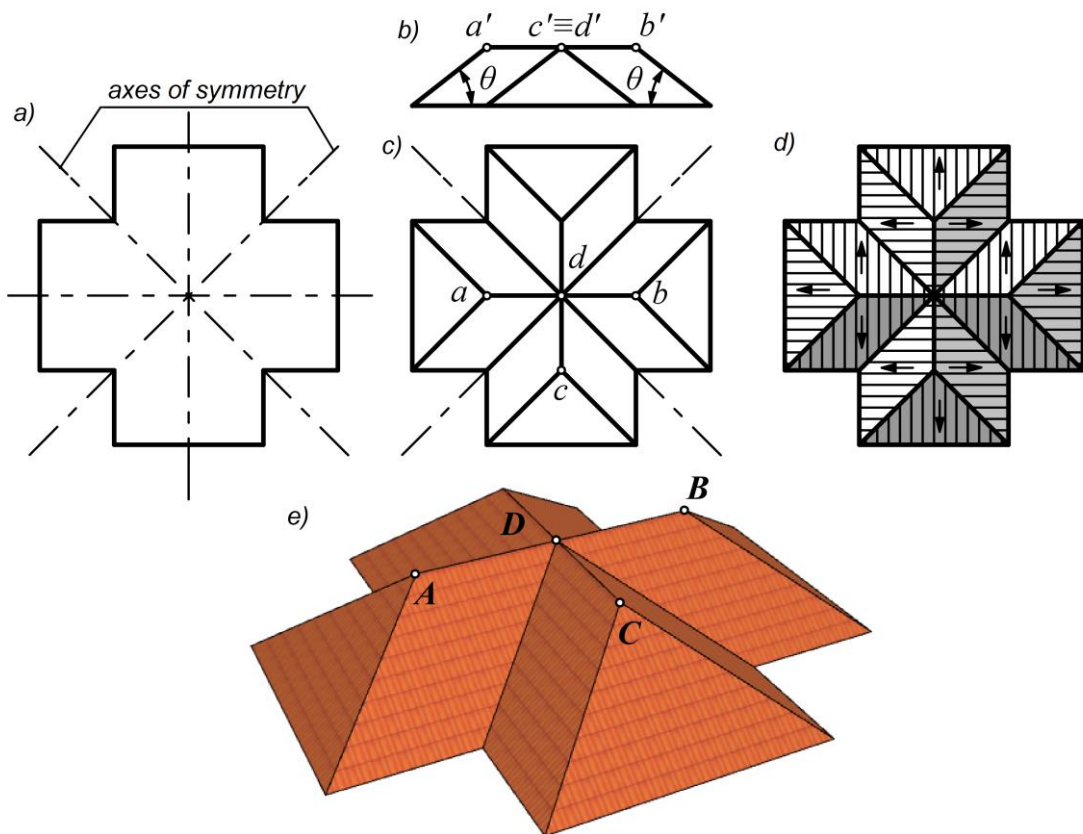 b)
a' c'≡d' b'
θ θ
a)
axes of symmetry
c)
d)
d
a b
c
e)
B
D
A
C